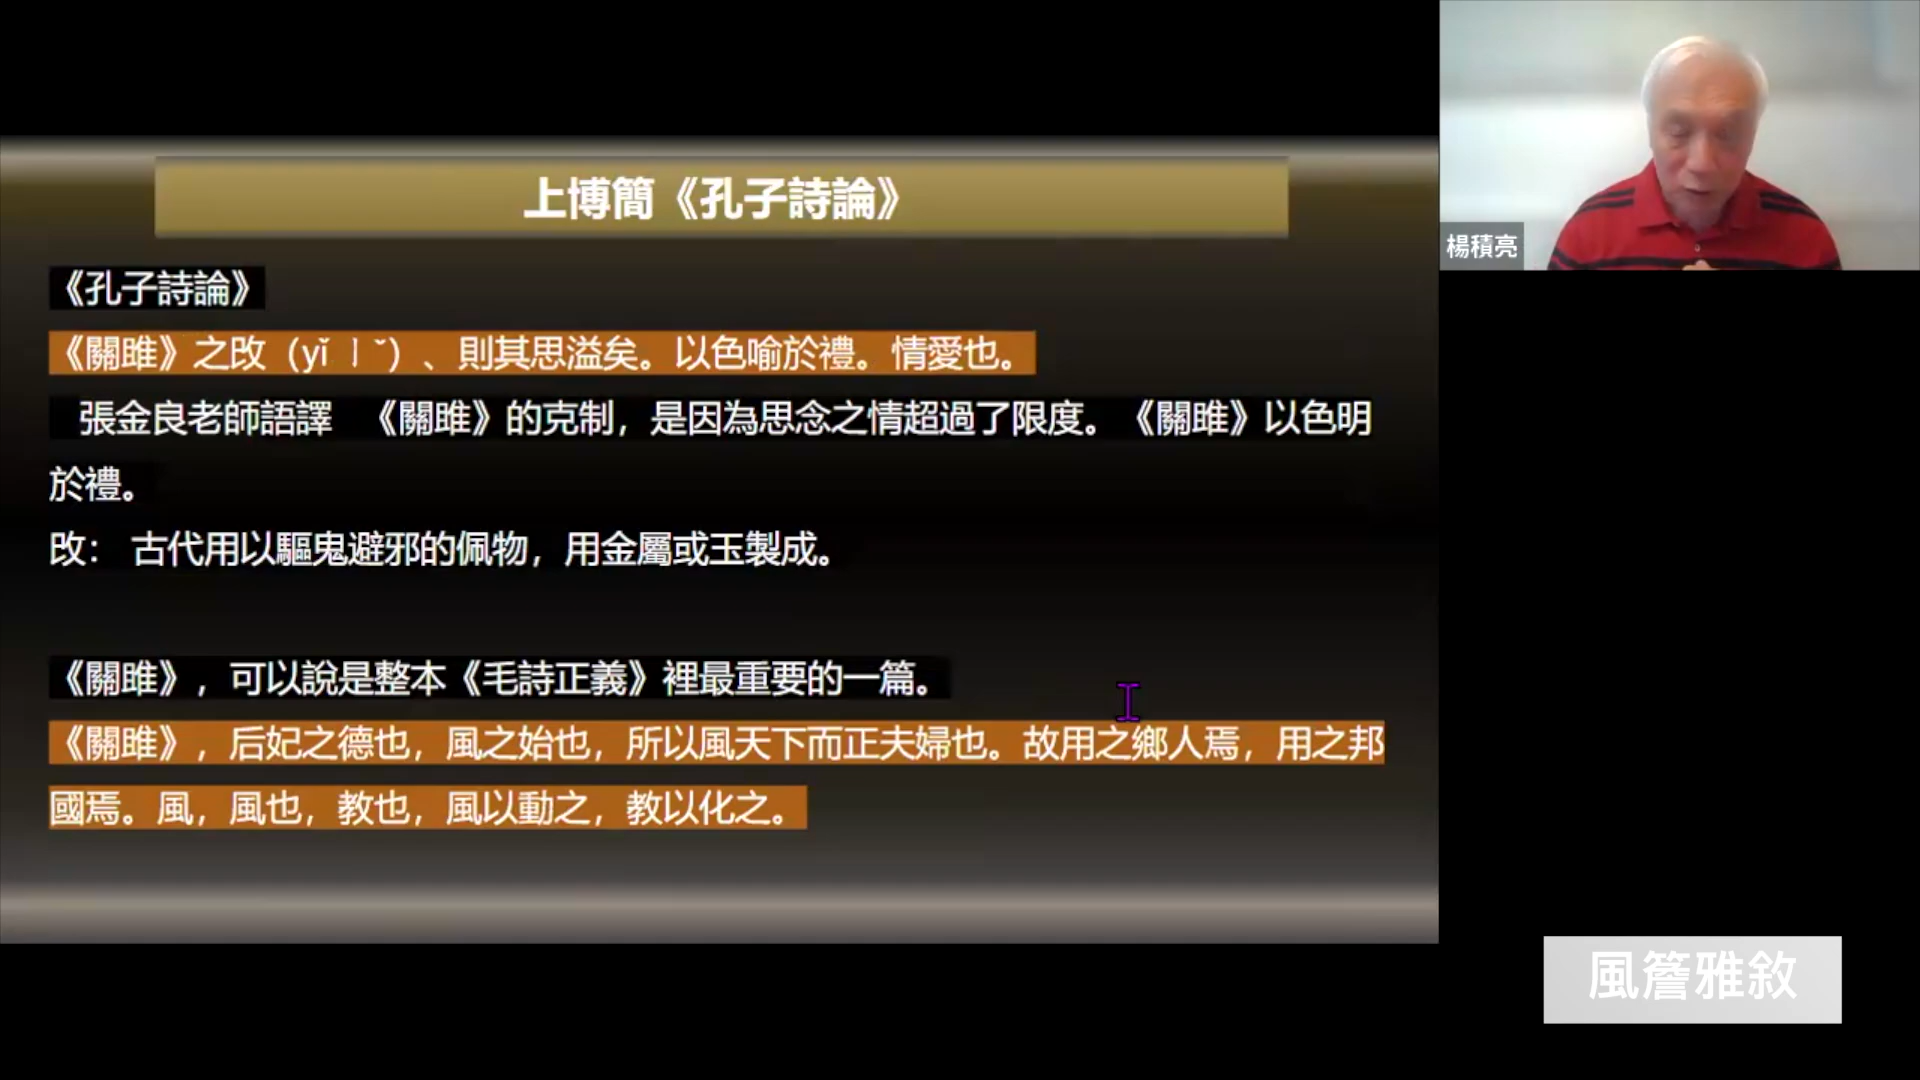 上博簡《孔子詩論》
《孔子詩論》
《關雎》之攺（yǐ ㄧˇ）、則其思溢矣。以色喻於禮。情愛也。
張金良老師語譯 《關雎》的克制，是因為思念之情超過了限度。《關雎》以色明
於禮。
攺： 古代用以驅鬼避邪的佩物，用金屬或玉製成。
《關雎》，可以說是整本《毛詩正義》裡最重要的一篇。
《關雎》，后妃之德也，風之始也，所以風天下而正夫婦也。故用之鄉人焉，用之邦
國焉。風，風也，教也，風以動之，教以化之。
楊積亮
風簷雅敘